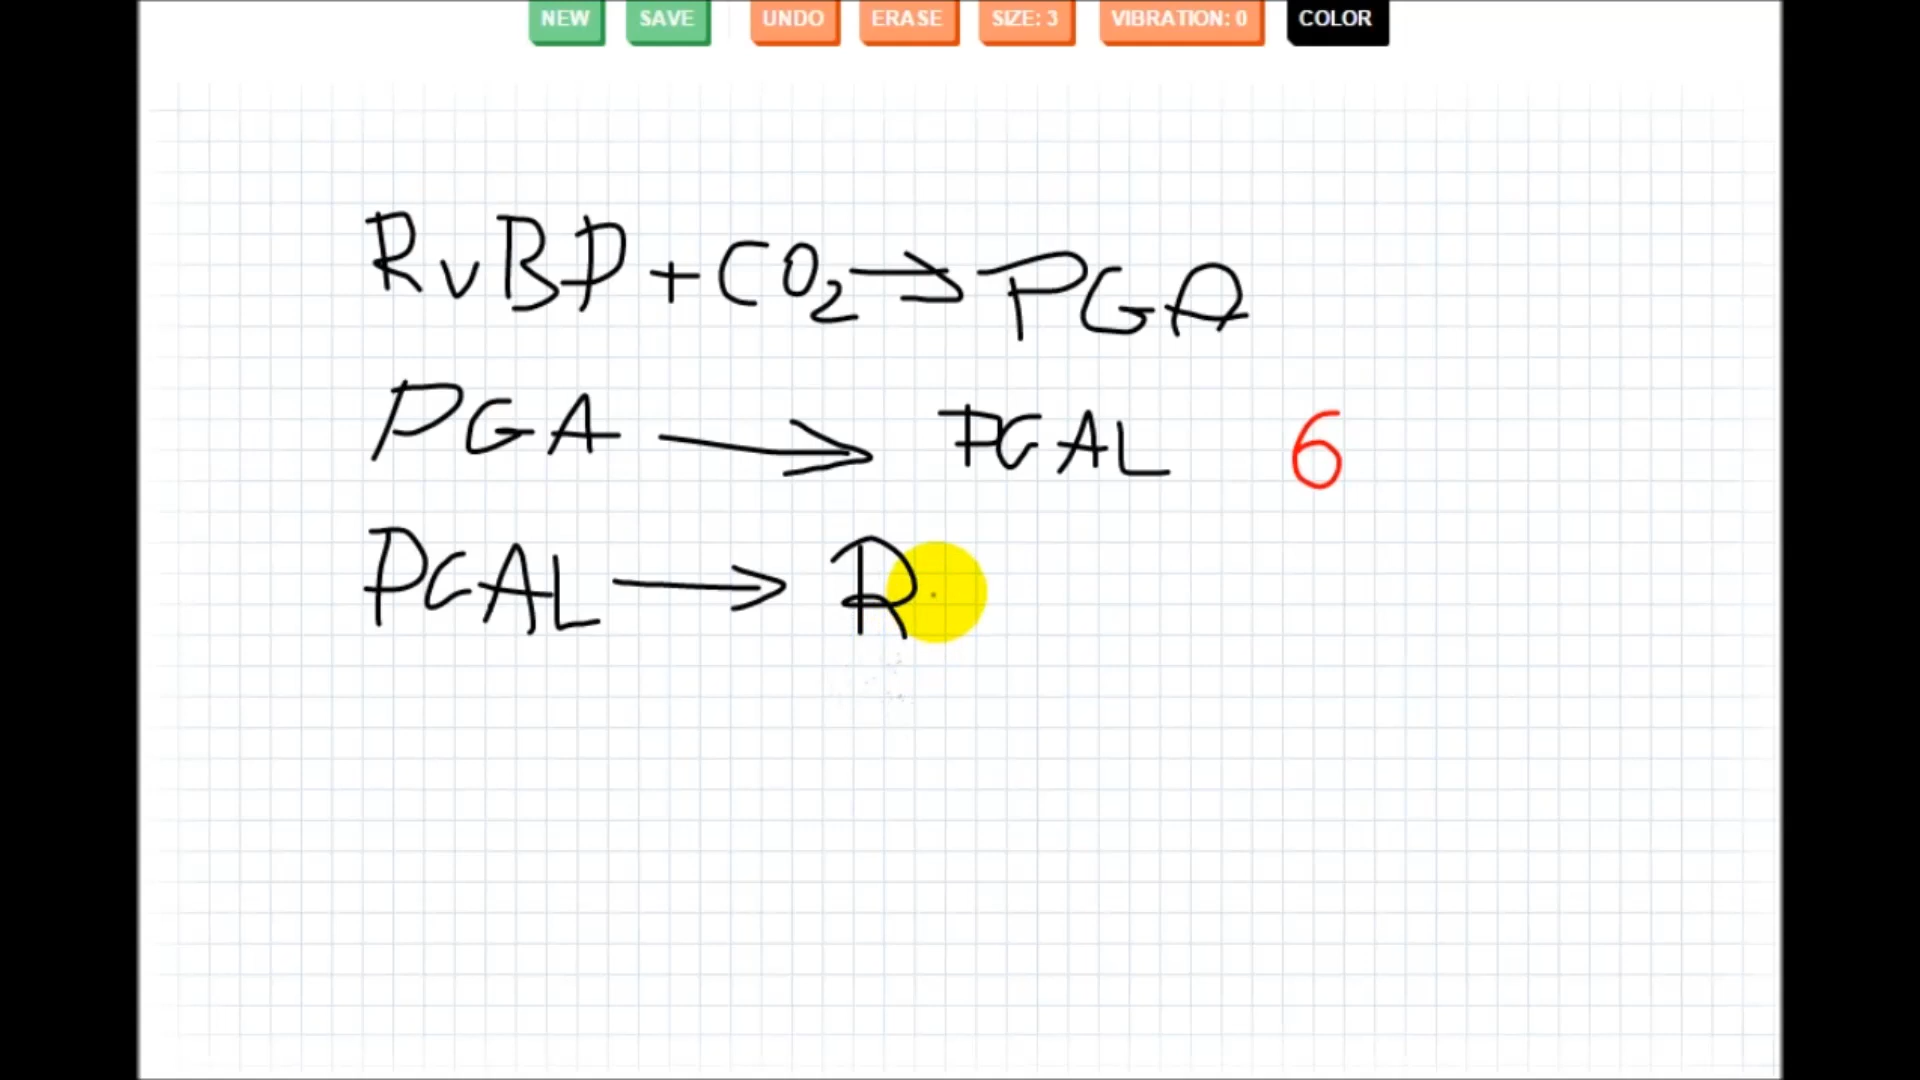 NEW SAVE UNDO ERASE SIZE: 3 VIBRATION: 0 COLOR
RuBP + CO₂ → PGA
PGA → PGAL 6
PGAL → R